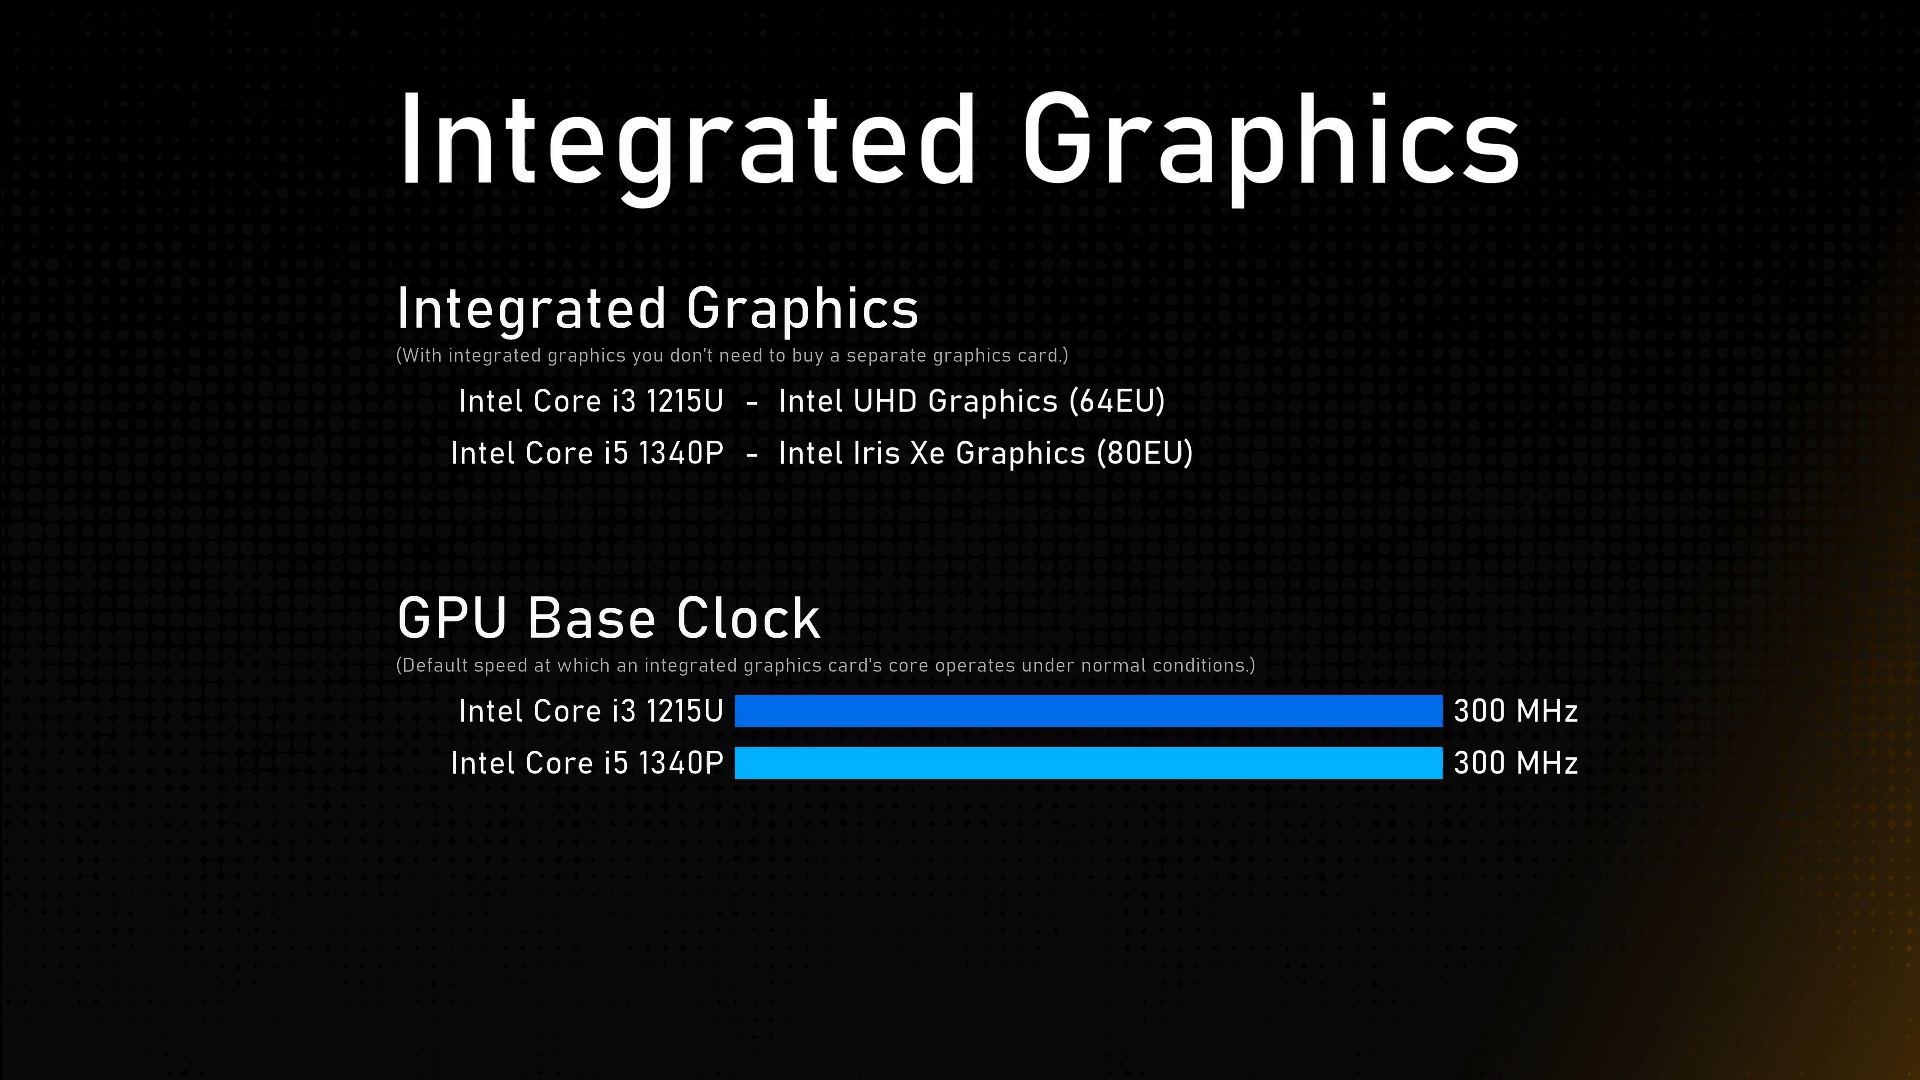 Integrated Graphics
Integrated Graphics
(With integrated graphics you don't need to buy a separate graphics card.)
Intel Core i3 1215U - Intel UHD Graphics (64EU)
Intel Core i5 1340P - Intel Iris Xe Graphics (80EU)
GPU Base Clock
(Default speed at which an integrated graphics card's core operates under normal conditions.)
Intel Core i3 1215U 300 MHz
Intel Core i5 1340P 300 MHz